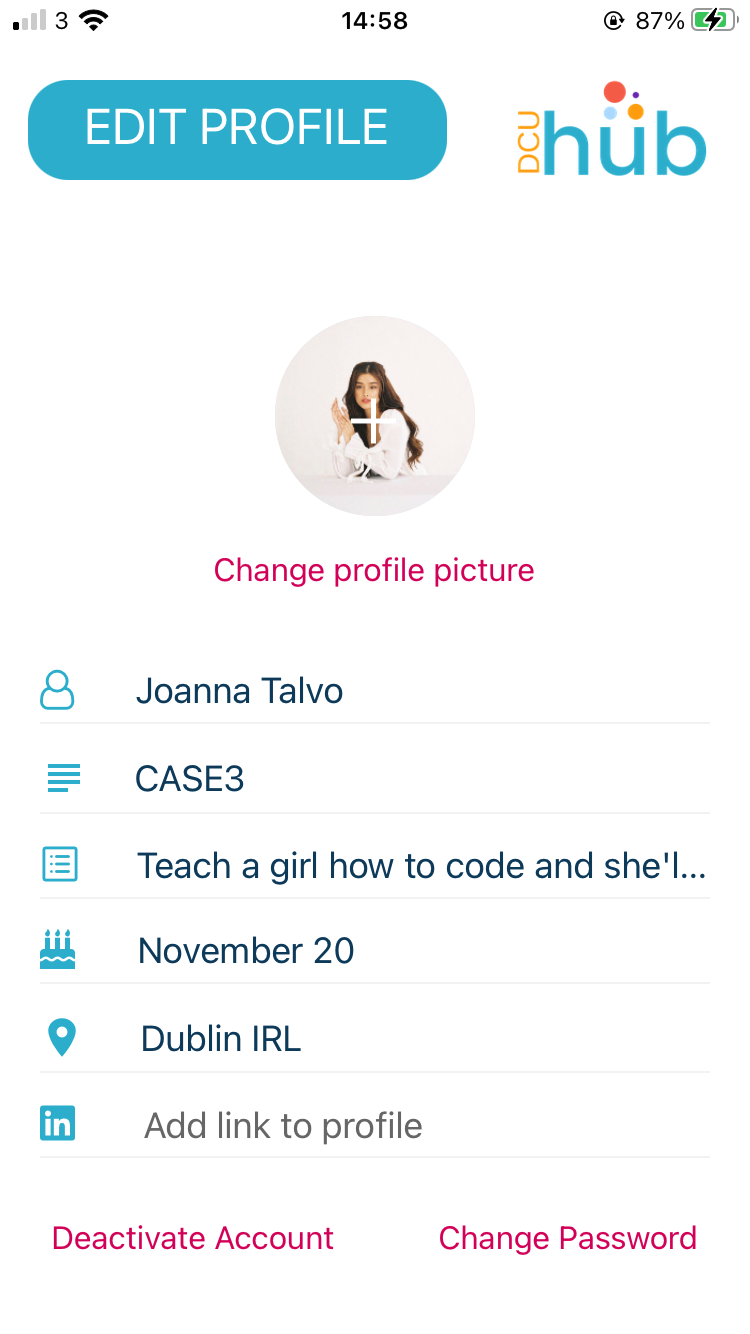 3 14:58 87%
EDIT PROFILE
DCU hub
Change profile picture
Joanna Talvo
CASE3
Teach a girl how to code and she'l...
November 20
Dublin IRL
in Add link to profile
Deactivate Account Change Password